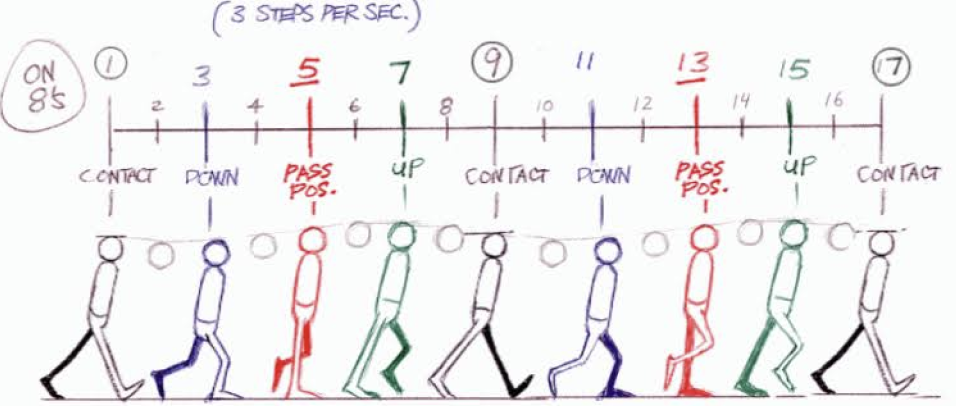 (3 STEPS PER SEC.)
ON
8's
1 3 5 7 9 11 13 15 17
2 4 6 8 10 12 14 16
CONTACT DOWN PASS POS. UP CONTACT DOWN PASS POS. UP CONTACT